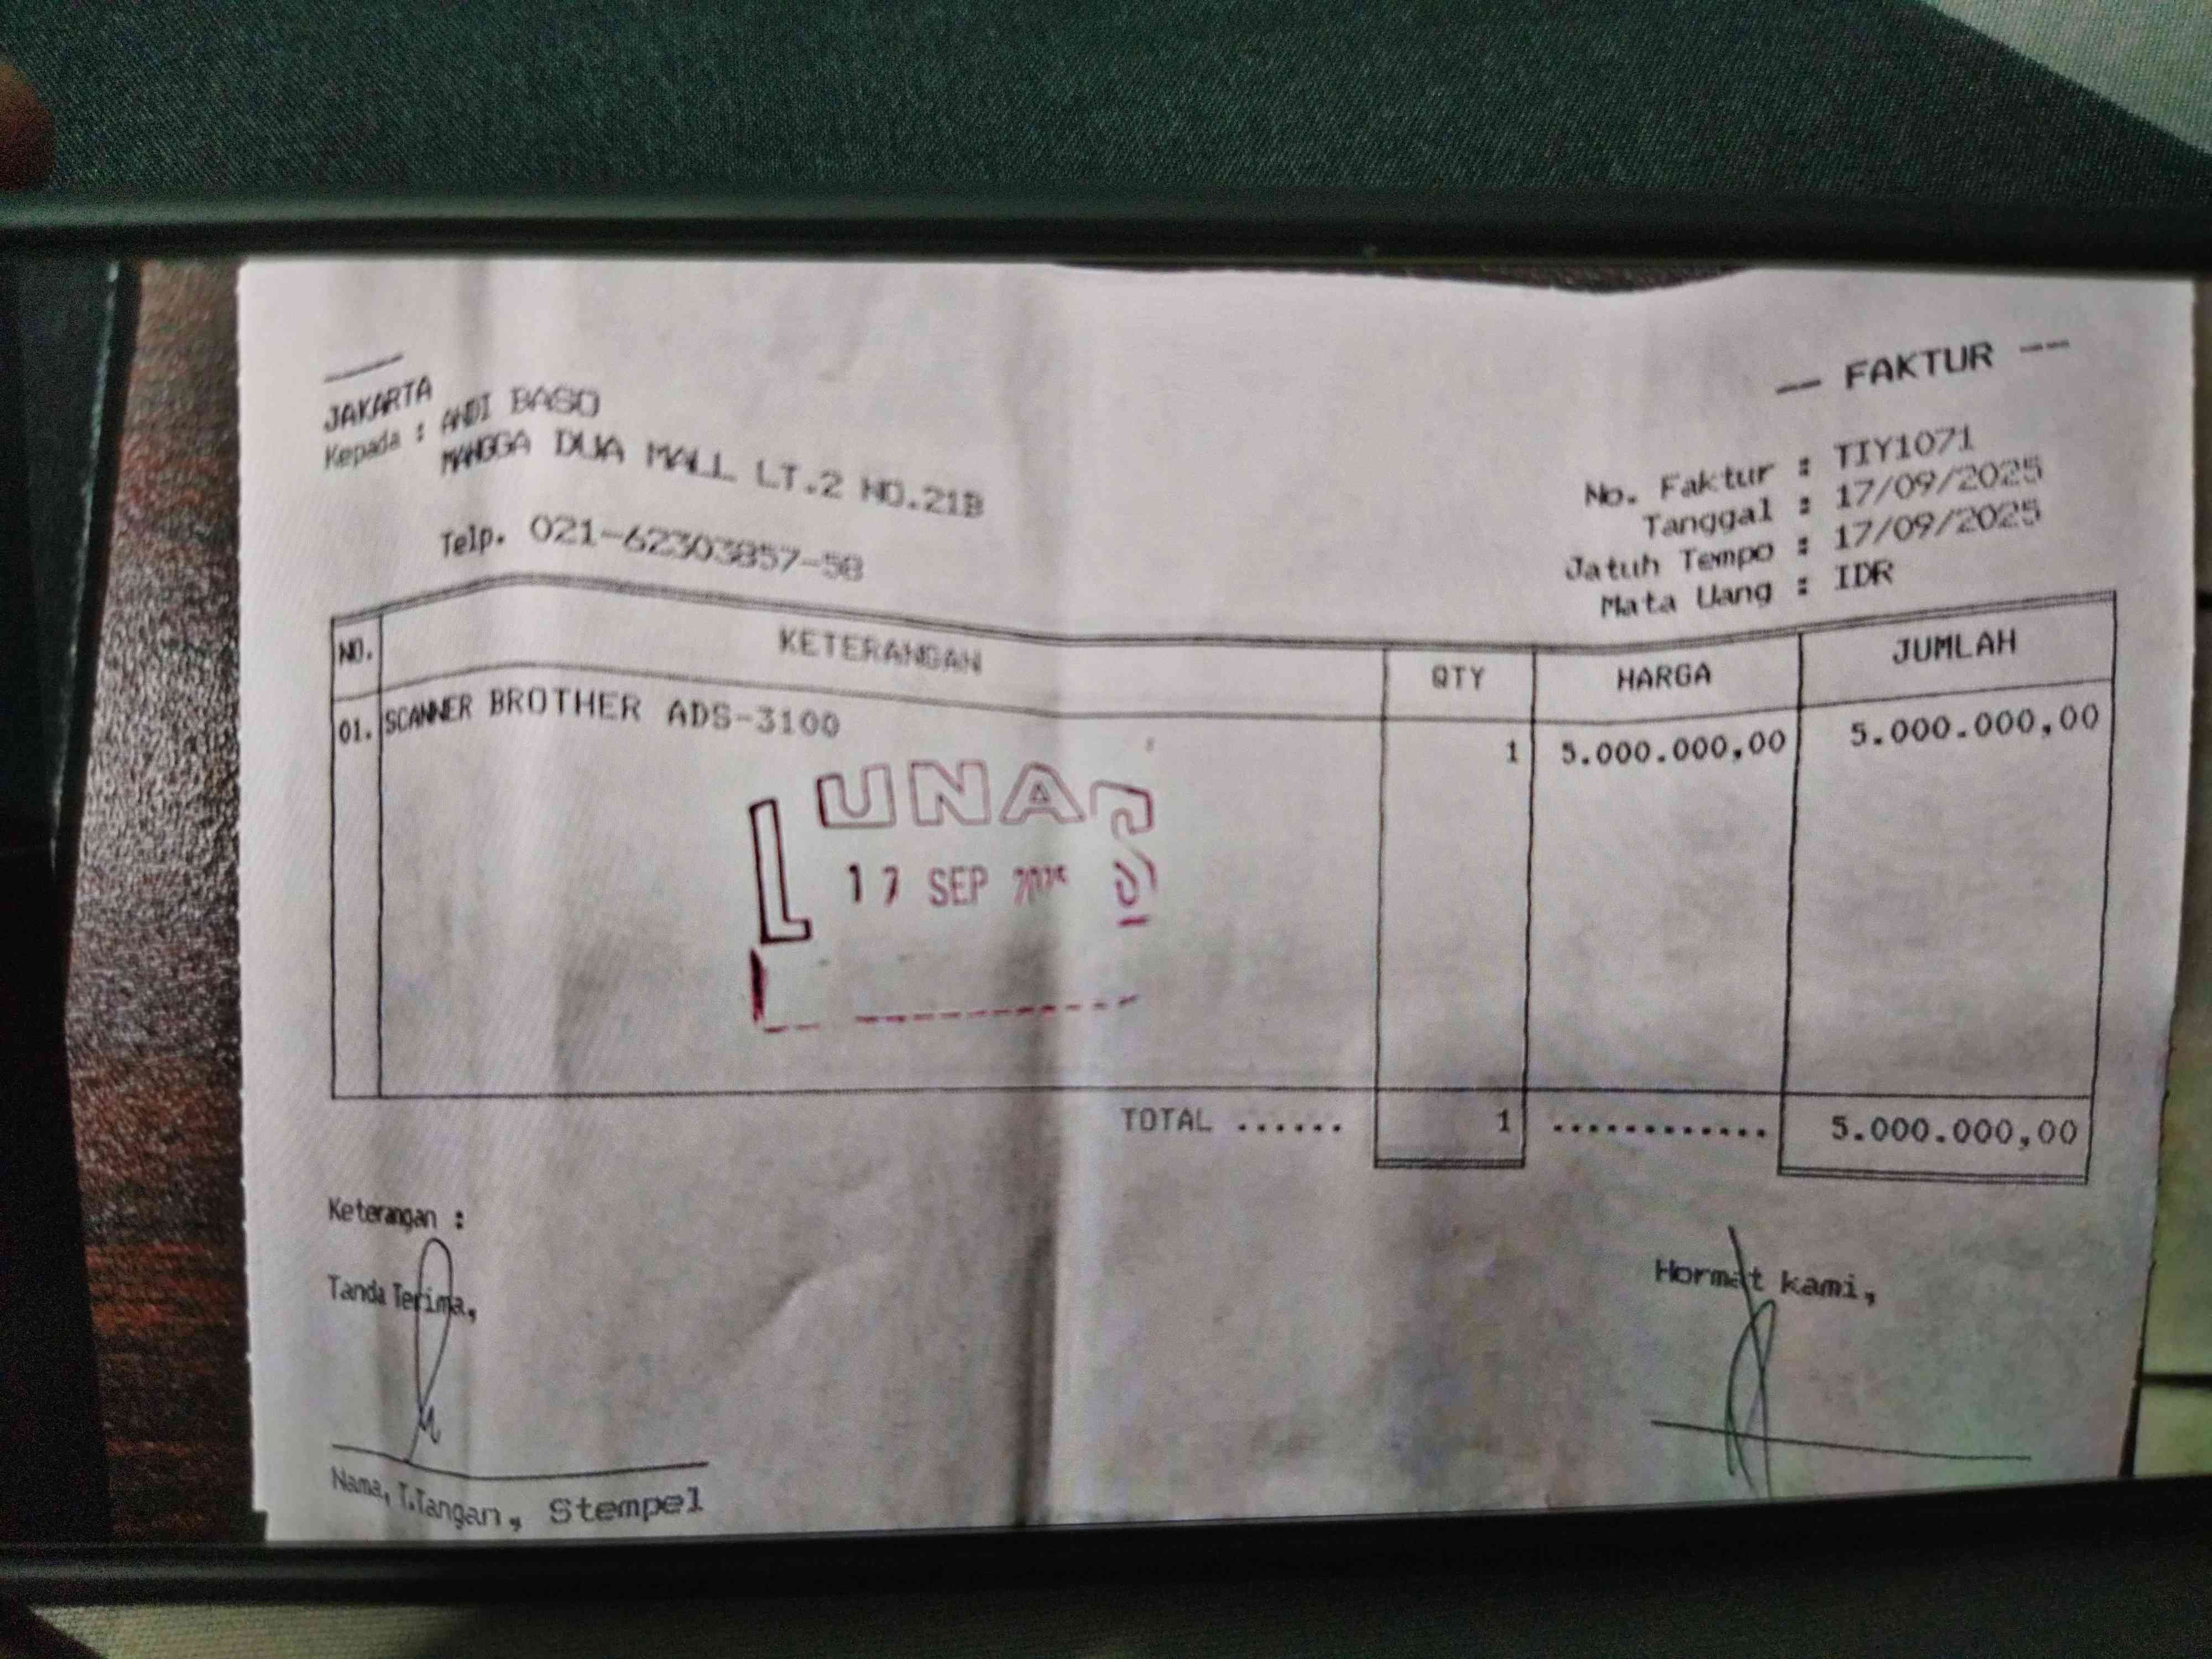 JAKARTA
Kepada : ANDI BASO
MANGGA DUA MALL LT.2 NO.21B
Telp. 021-62303857-58
-- FAKTUR --
No. Faktur : TIY1071
Tanggal : 17/09/2025
Jatuh Tempo : 17/09/2025
Mata Uang : IDR
NO. KETERANGAN QTY HARGA JUMLAH
01. SCANNER BROTHER ADS-3100 1 5.000.000,00 5.000.000,00
LUNAS
17 SEP 2025
TOTAL ...... 1 ............ 5.000.000,00
Keterangan :
Tanda Terima,
Hormat kami,
Nama, T.Tangan, Stempel